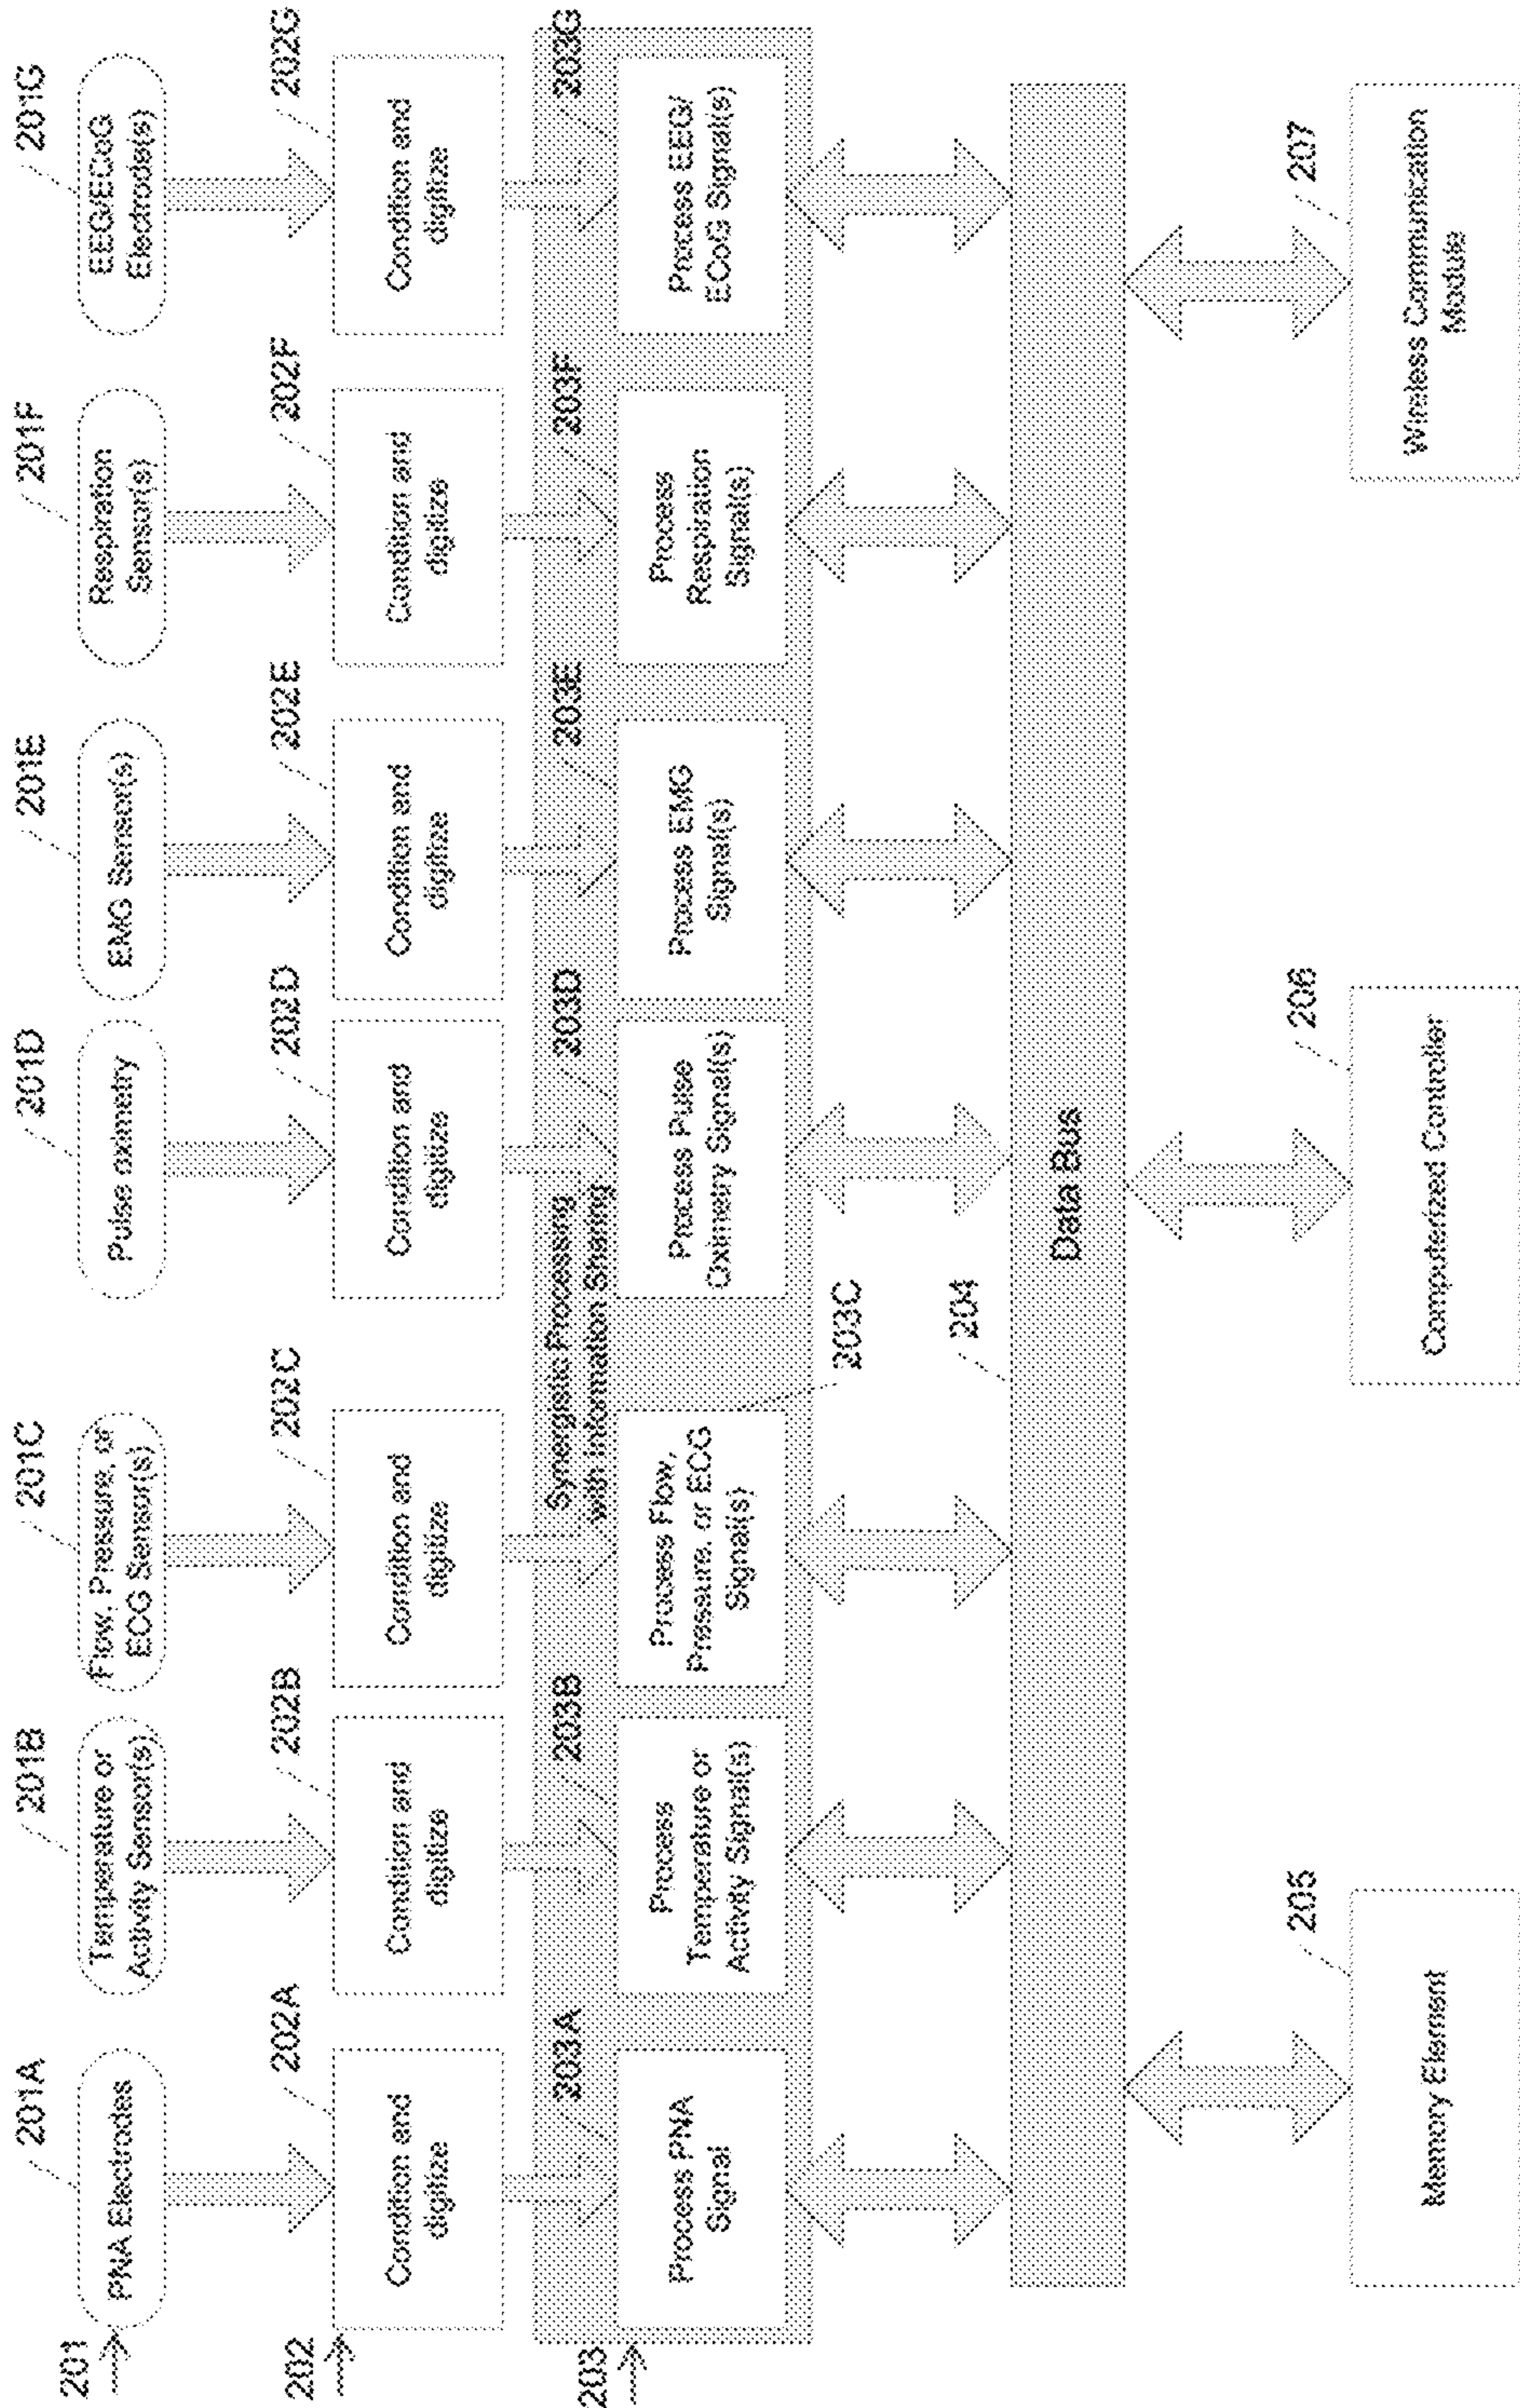 201A
201B
201C
201D
201E
201F
201G
201
PNA Electrodes
Temperature or
Activity Sensor(s)
Flow, Pressure, or
ECG Sensor(s)
Pulse oximetry
EMG Sensor(s)
Respiration
Sensor(s)
EEG/ECoG
Electrode(s)
202A
202B
202C
202D
202E
202F
202G
202
Condition and
digitize
Condition and
digitize
Condition and
digitize
Condition and
digitize
Condition and
digitize
Condition and
digitize
Condition and
digitize
Synergistic Processing
with Information Sharing
203A
203B
203D
203E
203F
203G
203
Process PNA
Signal
Process
Temperature or
Activity Signal(s)
Process Flow,
Pressure, or ECG
Signal(s)
Process Pulse
Oximetry Signal(s)
Process EMG
Signal(s)
Process
Respiration
Signal(s)
Process EEG/
ECoG Signal(s)
203C
204
Data Bus
205
206
207
Memory Element
Computerized Controller
Wireless Communication
Module